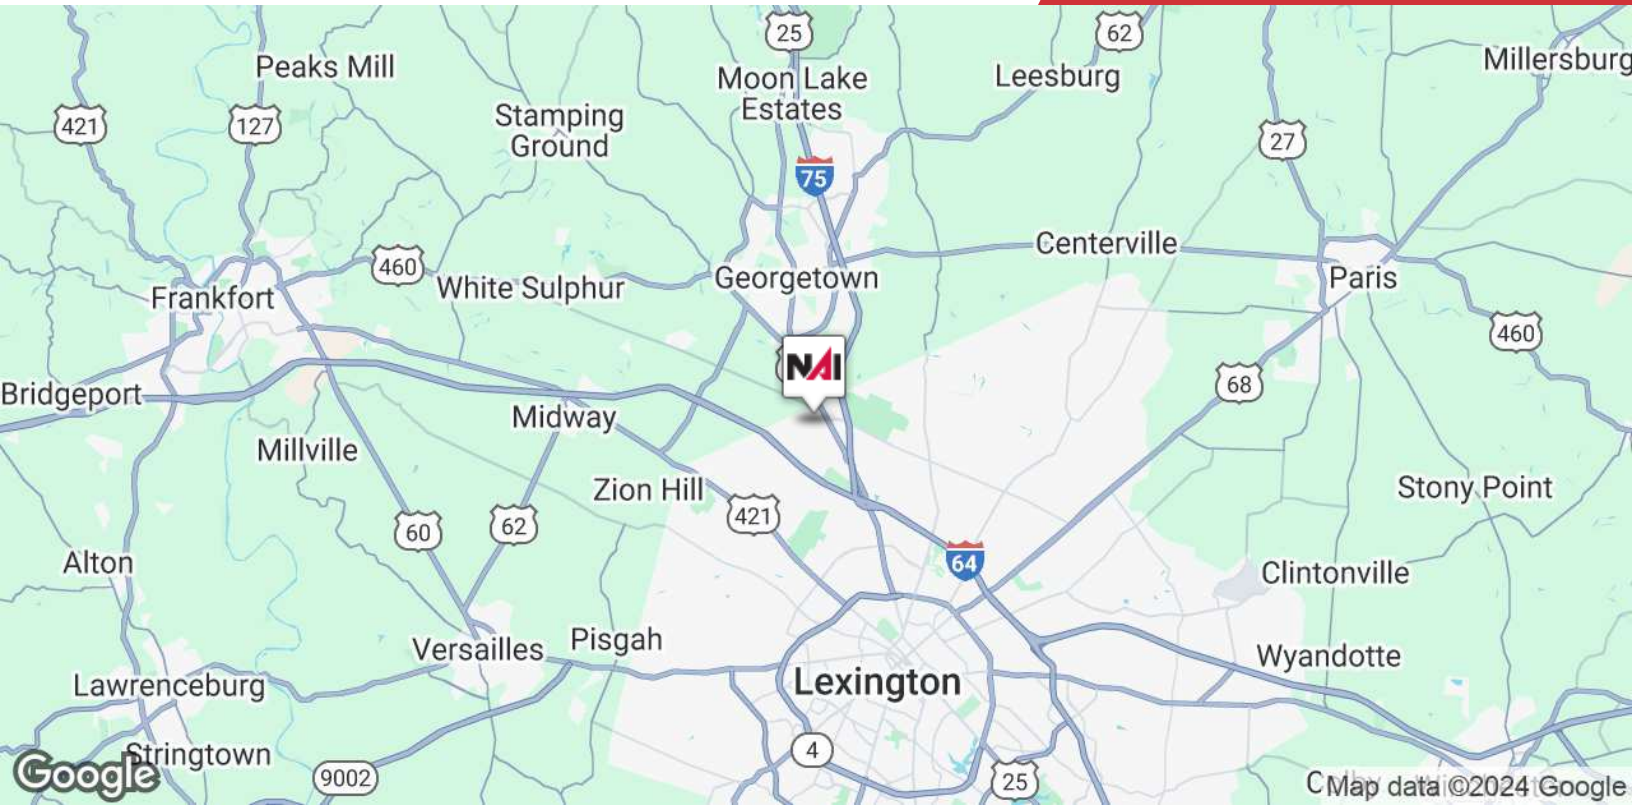 25
62
Peaks Mill
Moon Lake
Estates
Leesburg
Millersburg
421
127
Stamping
Ground
27
75
Centerville
460
White Sulphur
Georgetown
Paris
Frankfort
460
NAI
Bridgeport
68
Midway
Millville
Zion Hill
Stony Point
421
60
62
Alton
64
Clintonville
Versailles
Pisgah
Wyandotte
Lawrenceburg
Lexington
4
Stringtown
Google
9002
25
Map data ©2024 Google